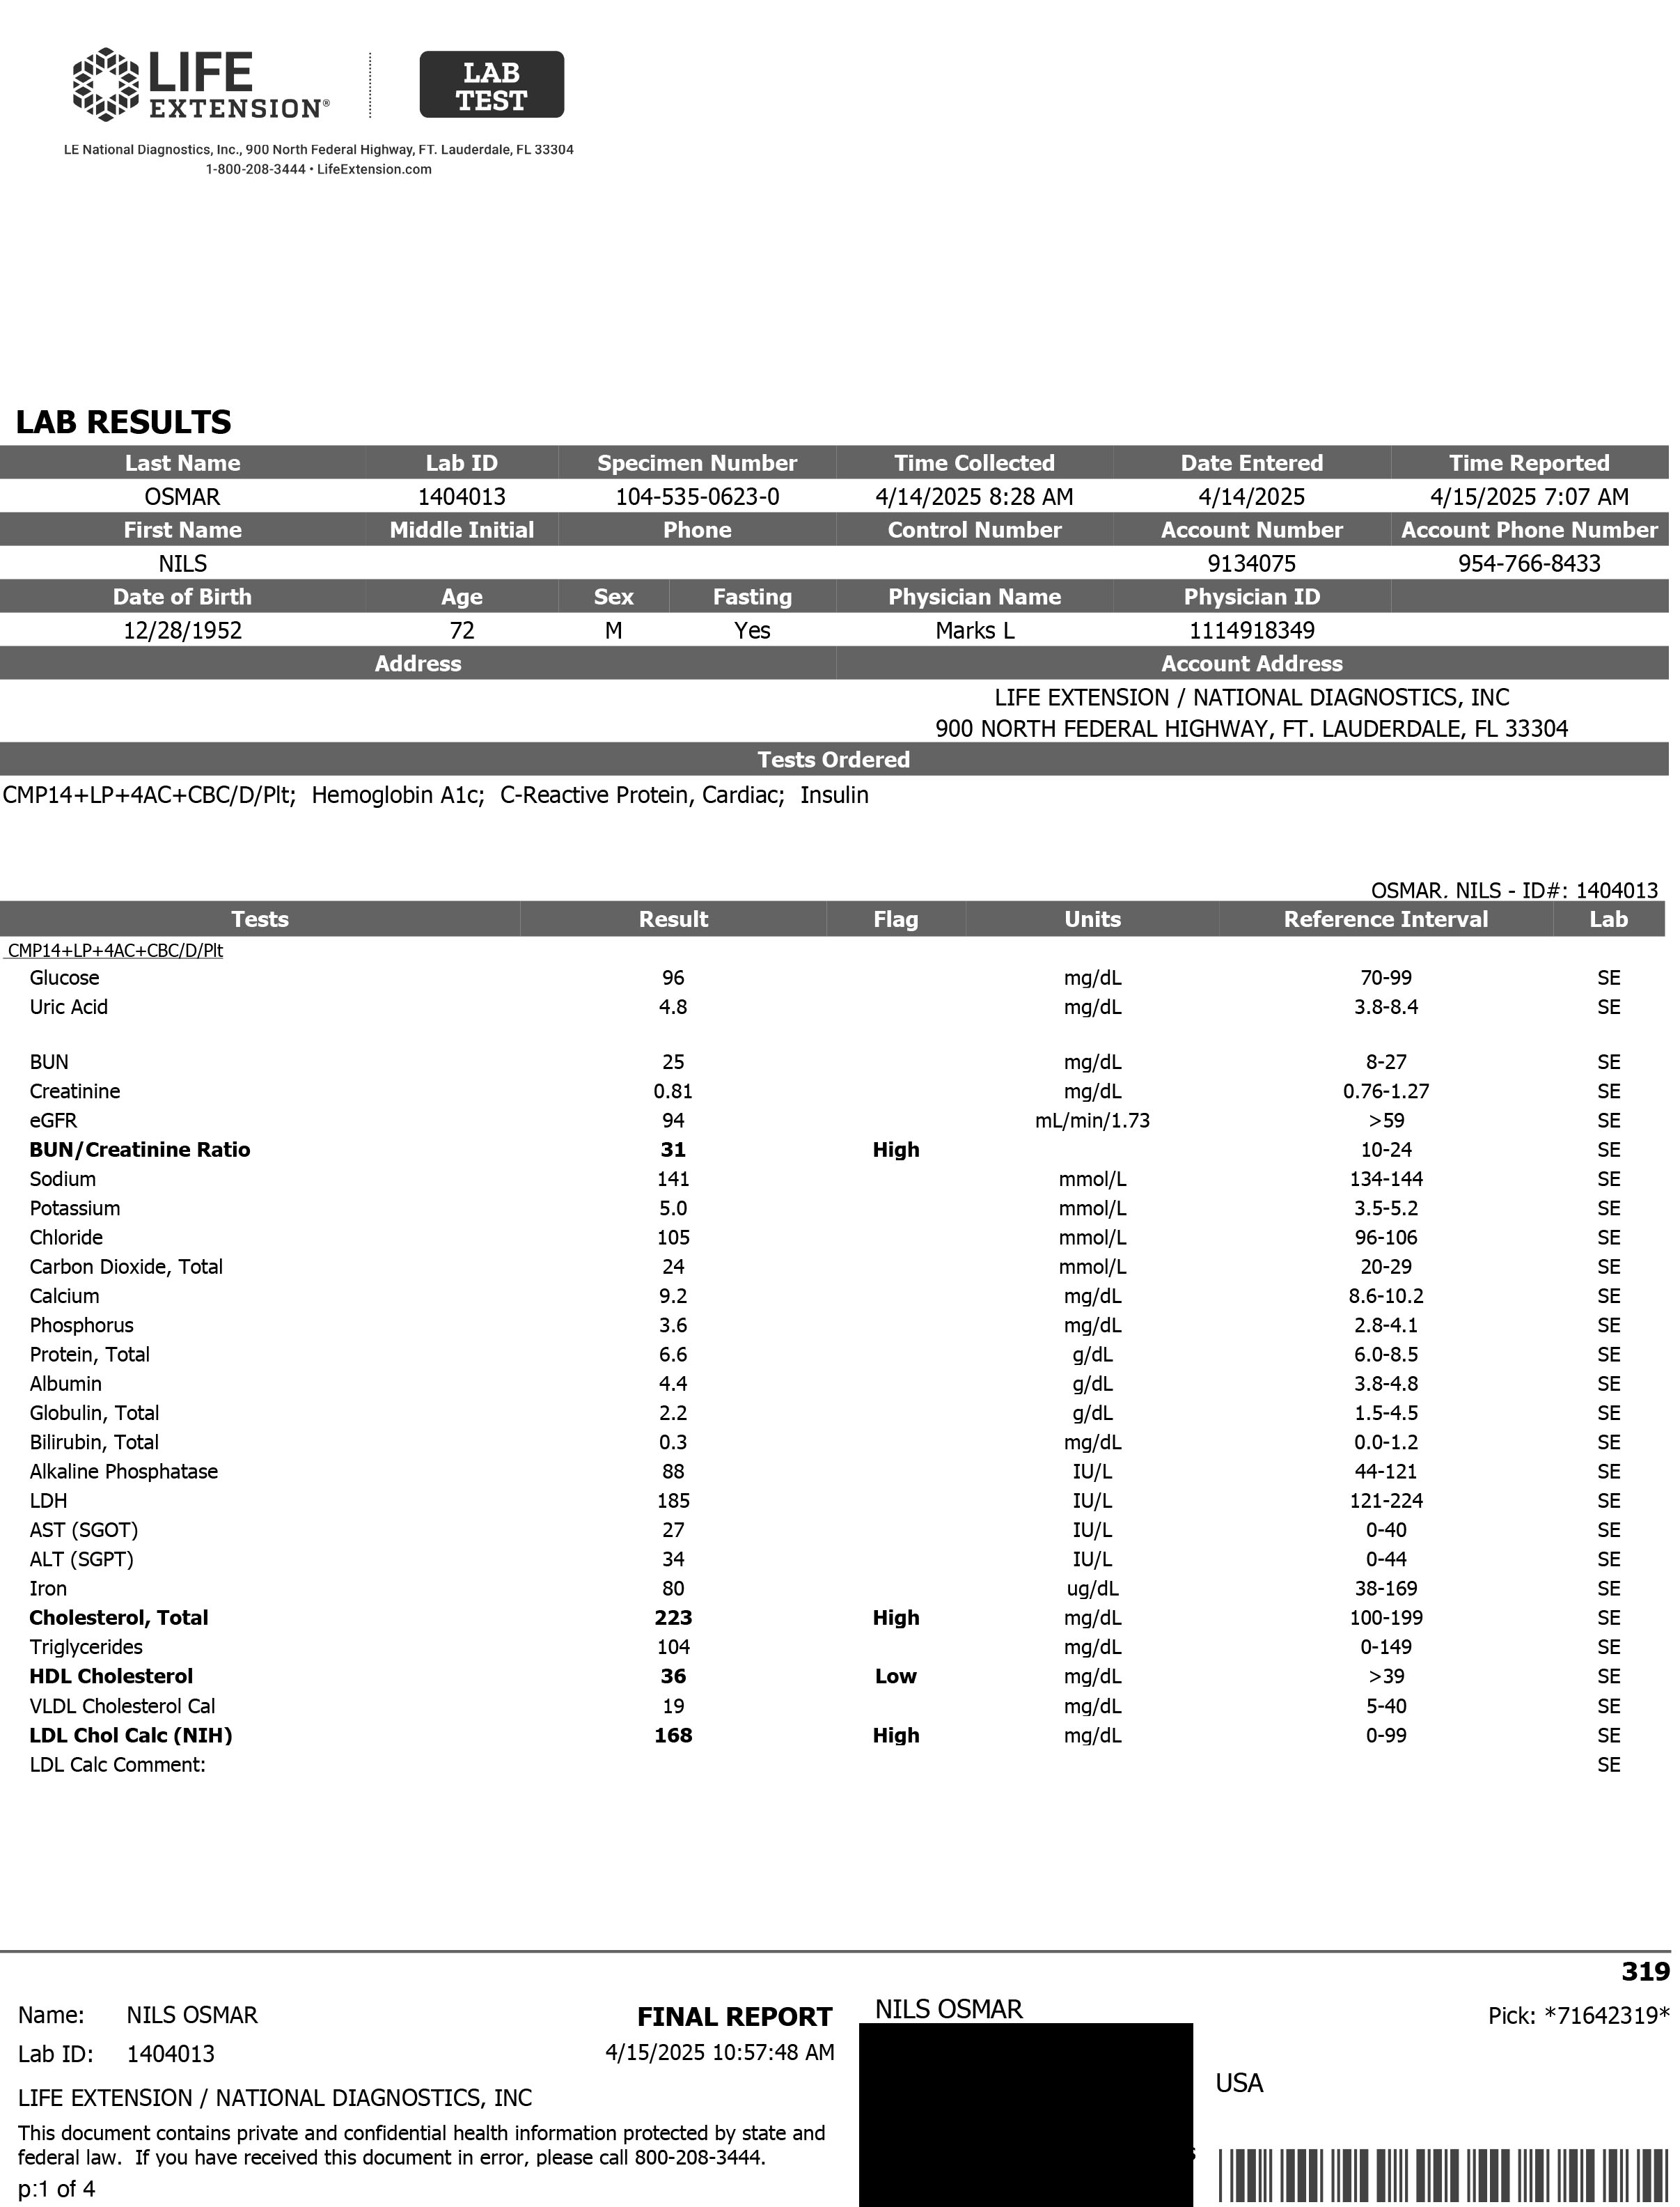 LIFE
EXTENSION®
LAB
TEST
LE National Diagnostics, Inc., 900 North Federal Highway, FT. Lauderdale, FL 33304
1-800-208-3444 • LifeExtension.com
LAB RESULTS
Last Name Lab ID Specimen Number Time Collected Date Entered Time Reported
OSMAR 1404013 104-535-0623-0 4/14/2025 8:28 AM 4/14/2025 4/15/2025 7:07 AM
First Name Middle Initial Phone Control Number Account Number Account Phone Number
NILS 9134075 954-766-8433
Date of Birth Age Sex Fasting Physician Name Physician ID
12/28/1952 72 M Yes Marks L 1114918349
Address Account Address
LIFE EXTENSION / NATIONAL DIAGNOSTICS, INC
900 NORTH FEDERAL HIGHWAY, FT. LAUDERDALE, FL 33304
Tests Ordered
CMP14+LP+4AC+CBC/D/Plt; Hemoglobin A1c; C-Reactive Protein, Cardiac; Insulin
OSMAR, NILS - ID#: 1404013
Tests Result Flag Units Reference Interval Lab
CMP14+LP+4AC+CBC/D/Plt
Glucose 96 mg/dL 70-99 SE
Uric Acid 4.8 mg/dL 3.8-8.4 SE
BUN 25 mg/dL 8-27 SE
Creatinine 0.81 mg/dL 0.76-1.27 SE
eGFR 94 mL/min/1.73 >59 SE
BUN/Creatinine Ratio 31 High 10-24 SE
Sodium 141 mmol/L 134-144 SE
Potassium 5.0 mmol/L 3.5-5.2 SE
Chloride 105 mmol/L 96-106 SE
Carbon Dioxide, Total 24 mmol/L 20-29 SE
Calcium 9.2 mg/dL 8.6-10.2 SE
Phosphorus 3.6 mg/dL 2.8-4.1 SE
Protein, Total 6.6 g/dL 6.0-8.5 SE
Albumin 4.4 g/dL 3.8-4.8 SE
Globulin, Total 2.2 g/dL 1.5-4.5 SE
Bilirubin, Total 0.3 mg/dL 0.0-1.2 SE
Alkaline Phosphatase 88 IU/L 44-121 SE
LDH 185 IU/L 121-224 SE
AST (SGOT) 27 IU/L 0-40 SE
ALT (SGPT) 34 IU/L 0-44 SE
Iron 80 ug/dL 38-169 SE
Cholesterol, Total 223 High mg/dL 100-199 SE
Triglycerides 104 mg/dL 0-149 SE
HDL Cholesterol 36 Low mg/dL >39 SE
VLDL Cholesterol Cal 19 mg/dL 5-40 SE
LDL Chol Calc (NIH) 168 High mg/dL 0-99 SE
LDL Calc Comment: SE
319
Name: NILS OSMAR FINAL REPORT NILS OSMAR Pick: *71642319*
Lab ID: 1404013 4/15/2025 10:57:48 AM
USA
LIFE EXTENSION / NATIONAL DIAGNOSTICS, INC
This document contains private and confidential health information protected by state and
federal law. If you have received this document in error, please call 800-208-3444.
p:1 of 4